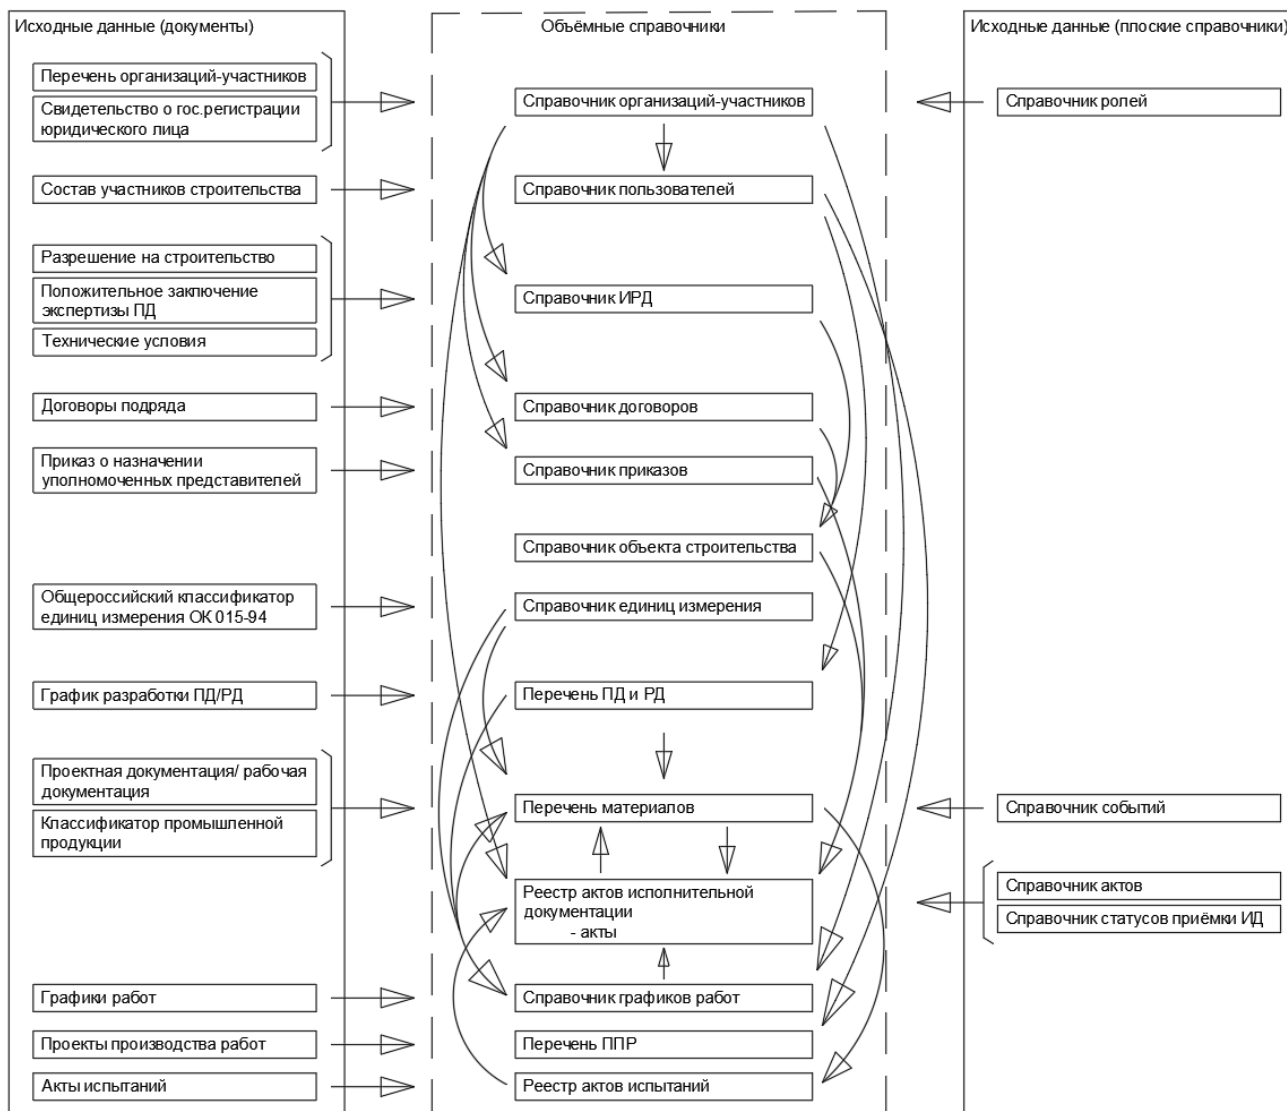 Исходные данные (документы)
Перечень организаций-участников
Свидетельство о гос.регистрации
юридического лица
Состав участников строительства
Разрешение на строительство
Положительное заключение
экспертизы ПД
Технические условия
Договоры подряда
Приказ о назначении
уполномоченных представителей
Общероссийский классификатор
единиц измерения ОК 015-94
График разработки ПД/РД
Проектная документация/ рабочая
документация
Классификатор промышленной
продукции
Графики работ
Проекты производства работ
Акты испытаний
Объёмные справочники
Справочник организаций-участников
Справочник пользователей
Справочник ИРД
Справочник договоров
Справочник приказов
Справочник объекта строительства
Справочник единиц измерения
Перечень ПД и РД
Перечень материалов
Реестр актов исполнительной
документации
- акты
Справочник графиков работ
Перечень ППР
Реестр актов испытаний
Исходные данные (плоские справочники)
Справочник ролей
Справочник событий
Справочник актов
Справочник статусов приёмки ИД